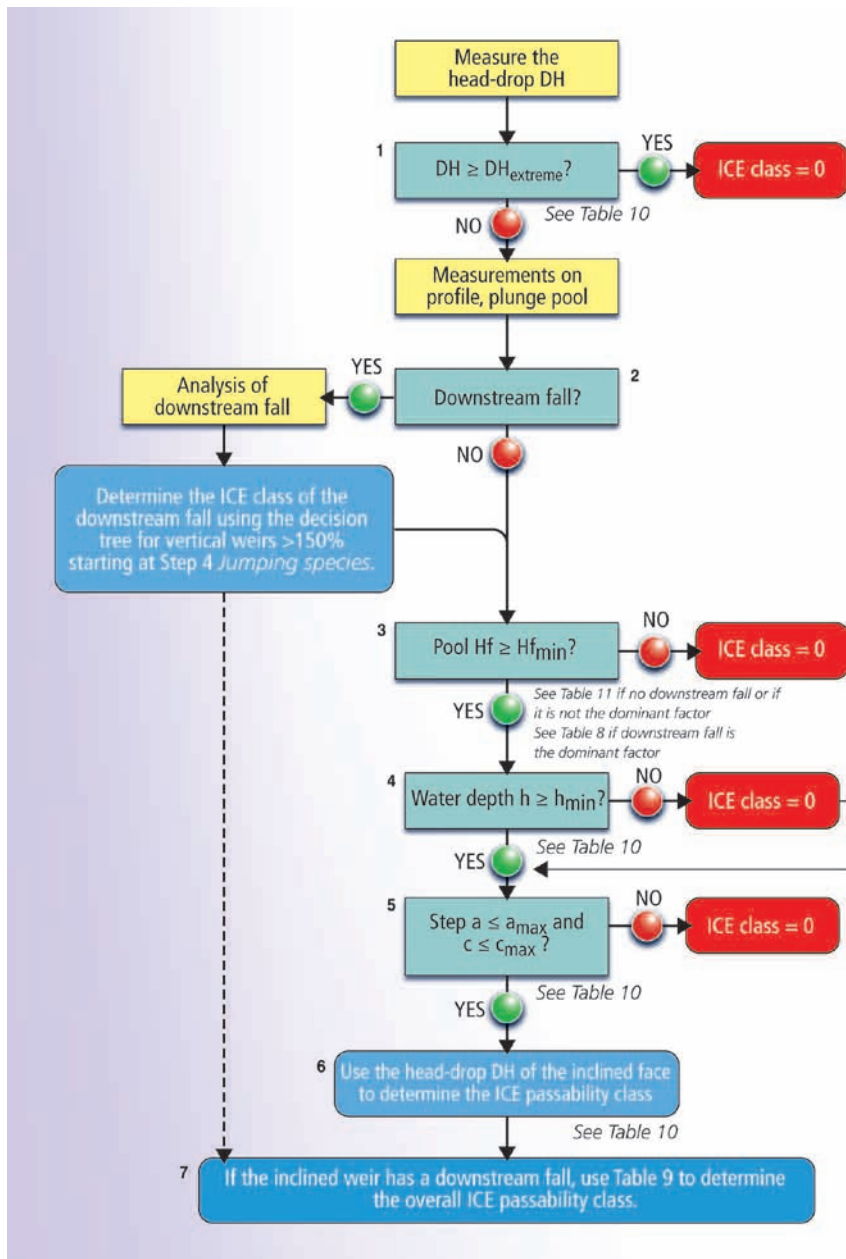 Measure the
head-drop DH
1
DH ≥ DHextreme?
YES
ICE class = 0
See Table 10
NO
Measurements on
profile, plunge pool
2
Downstream fall?
YES
Analysis of
downstream fall
NO
Determine the ICE class of the
downstream fall using the decision
tree for vertical weirs >150%
starting at Step 4 Jumping species.
3
Pool Hf ≥ Hfmin?
NO
ICE class = 0
YES
See Table 11 if no downstream fall or if
it is not the dominant factor
See Table 8 if downstream fall is
the dominant factor
4
Water depth h ≥ hmin?
NO
ICE class = 0
See Table 10
YES
5
Step a ≤ amax and
c ≤ cmax ?
NO
ICE class = 0
See Table 10
YES
6
Use the head-drop DH of the inclined face
to determine the ICE passability class
See Table 10
7
If the inclined weir has a downstream fall, use Table 9 to determine
the overall ICE passability class.